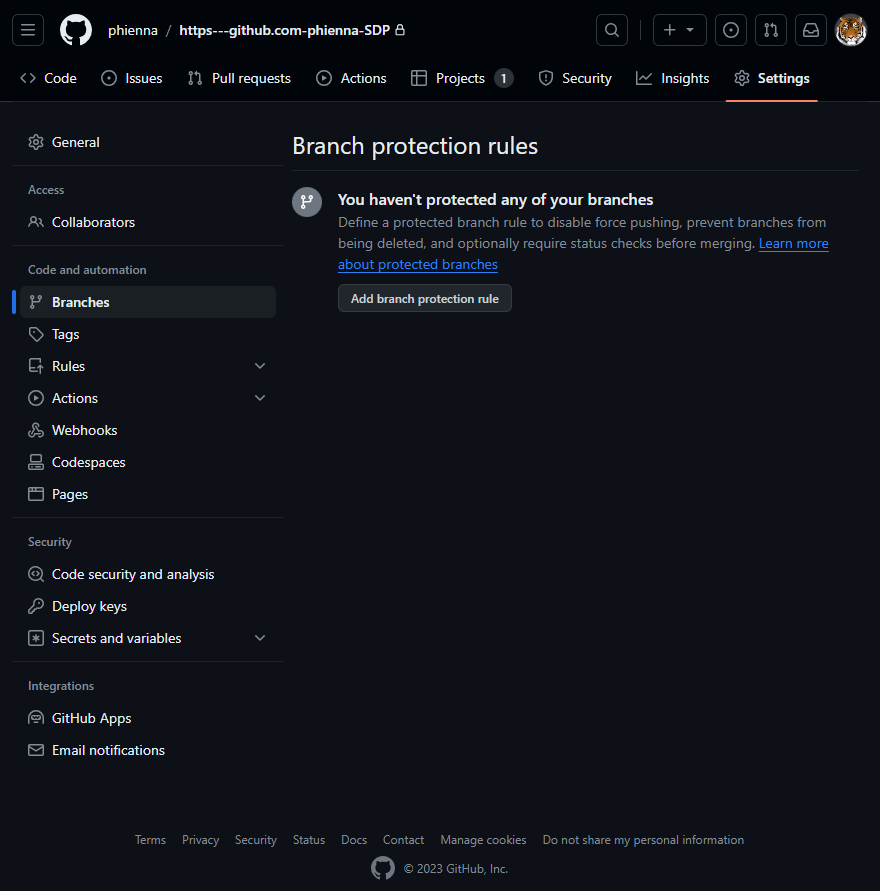 phienna / https---github.com-phienna-SDP
Code Issues Pull requests Actions Projects 1 Security Insights Settings
General
Access
Collaborators
Code and automation
Branches
Tags
Rules
Actions
Webhooks
Codespaces
Pages
Security
Code security and analysis
Deploy keys
Secrets and variables
Integrations
GitHub Apps
Email notifications
Branch protection rules
You haven't protected any of your branches
Define a protected branch rule to disable force pushing, prevent branches from
being deleted, and optionally require status checks before merging. Learn more
about protected branches
Add branch protection rule
Terms Privacy Security Status Docs Contact Manage cookies Do not share my personal information
© 2023 GitHub, Inc.